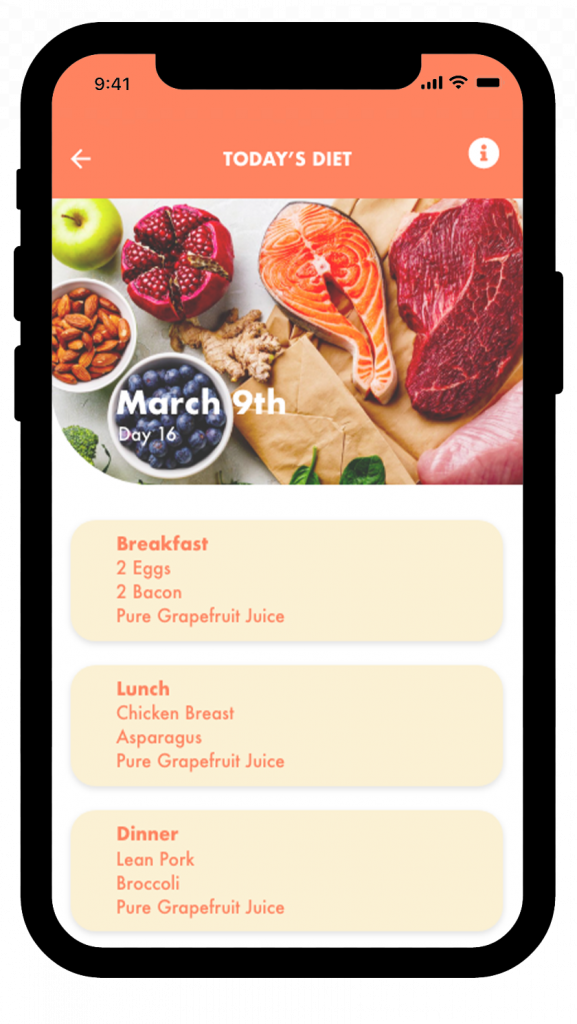 9:41
TODAY’S DIET
March 9th
Day 16
Breakfast
2 Eggs
2 Bacon
Pure Grapefruit Juice
Lunch
Chicken Breast
Asparagus
Pure Grapefruit Juice
Dinner
Lean Pork
Broccoli
Pure Grapefruit Juice